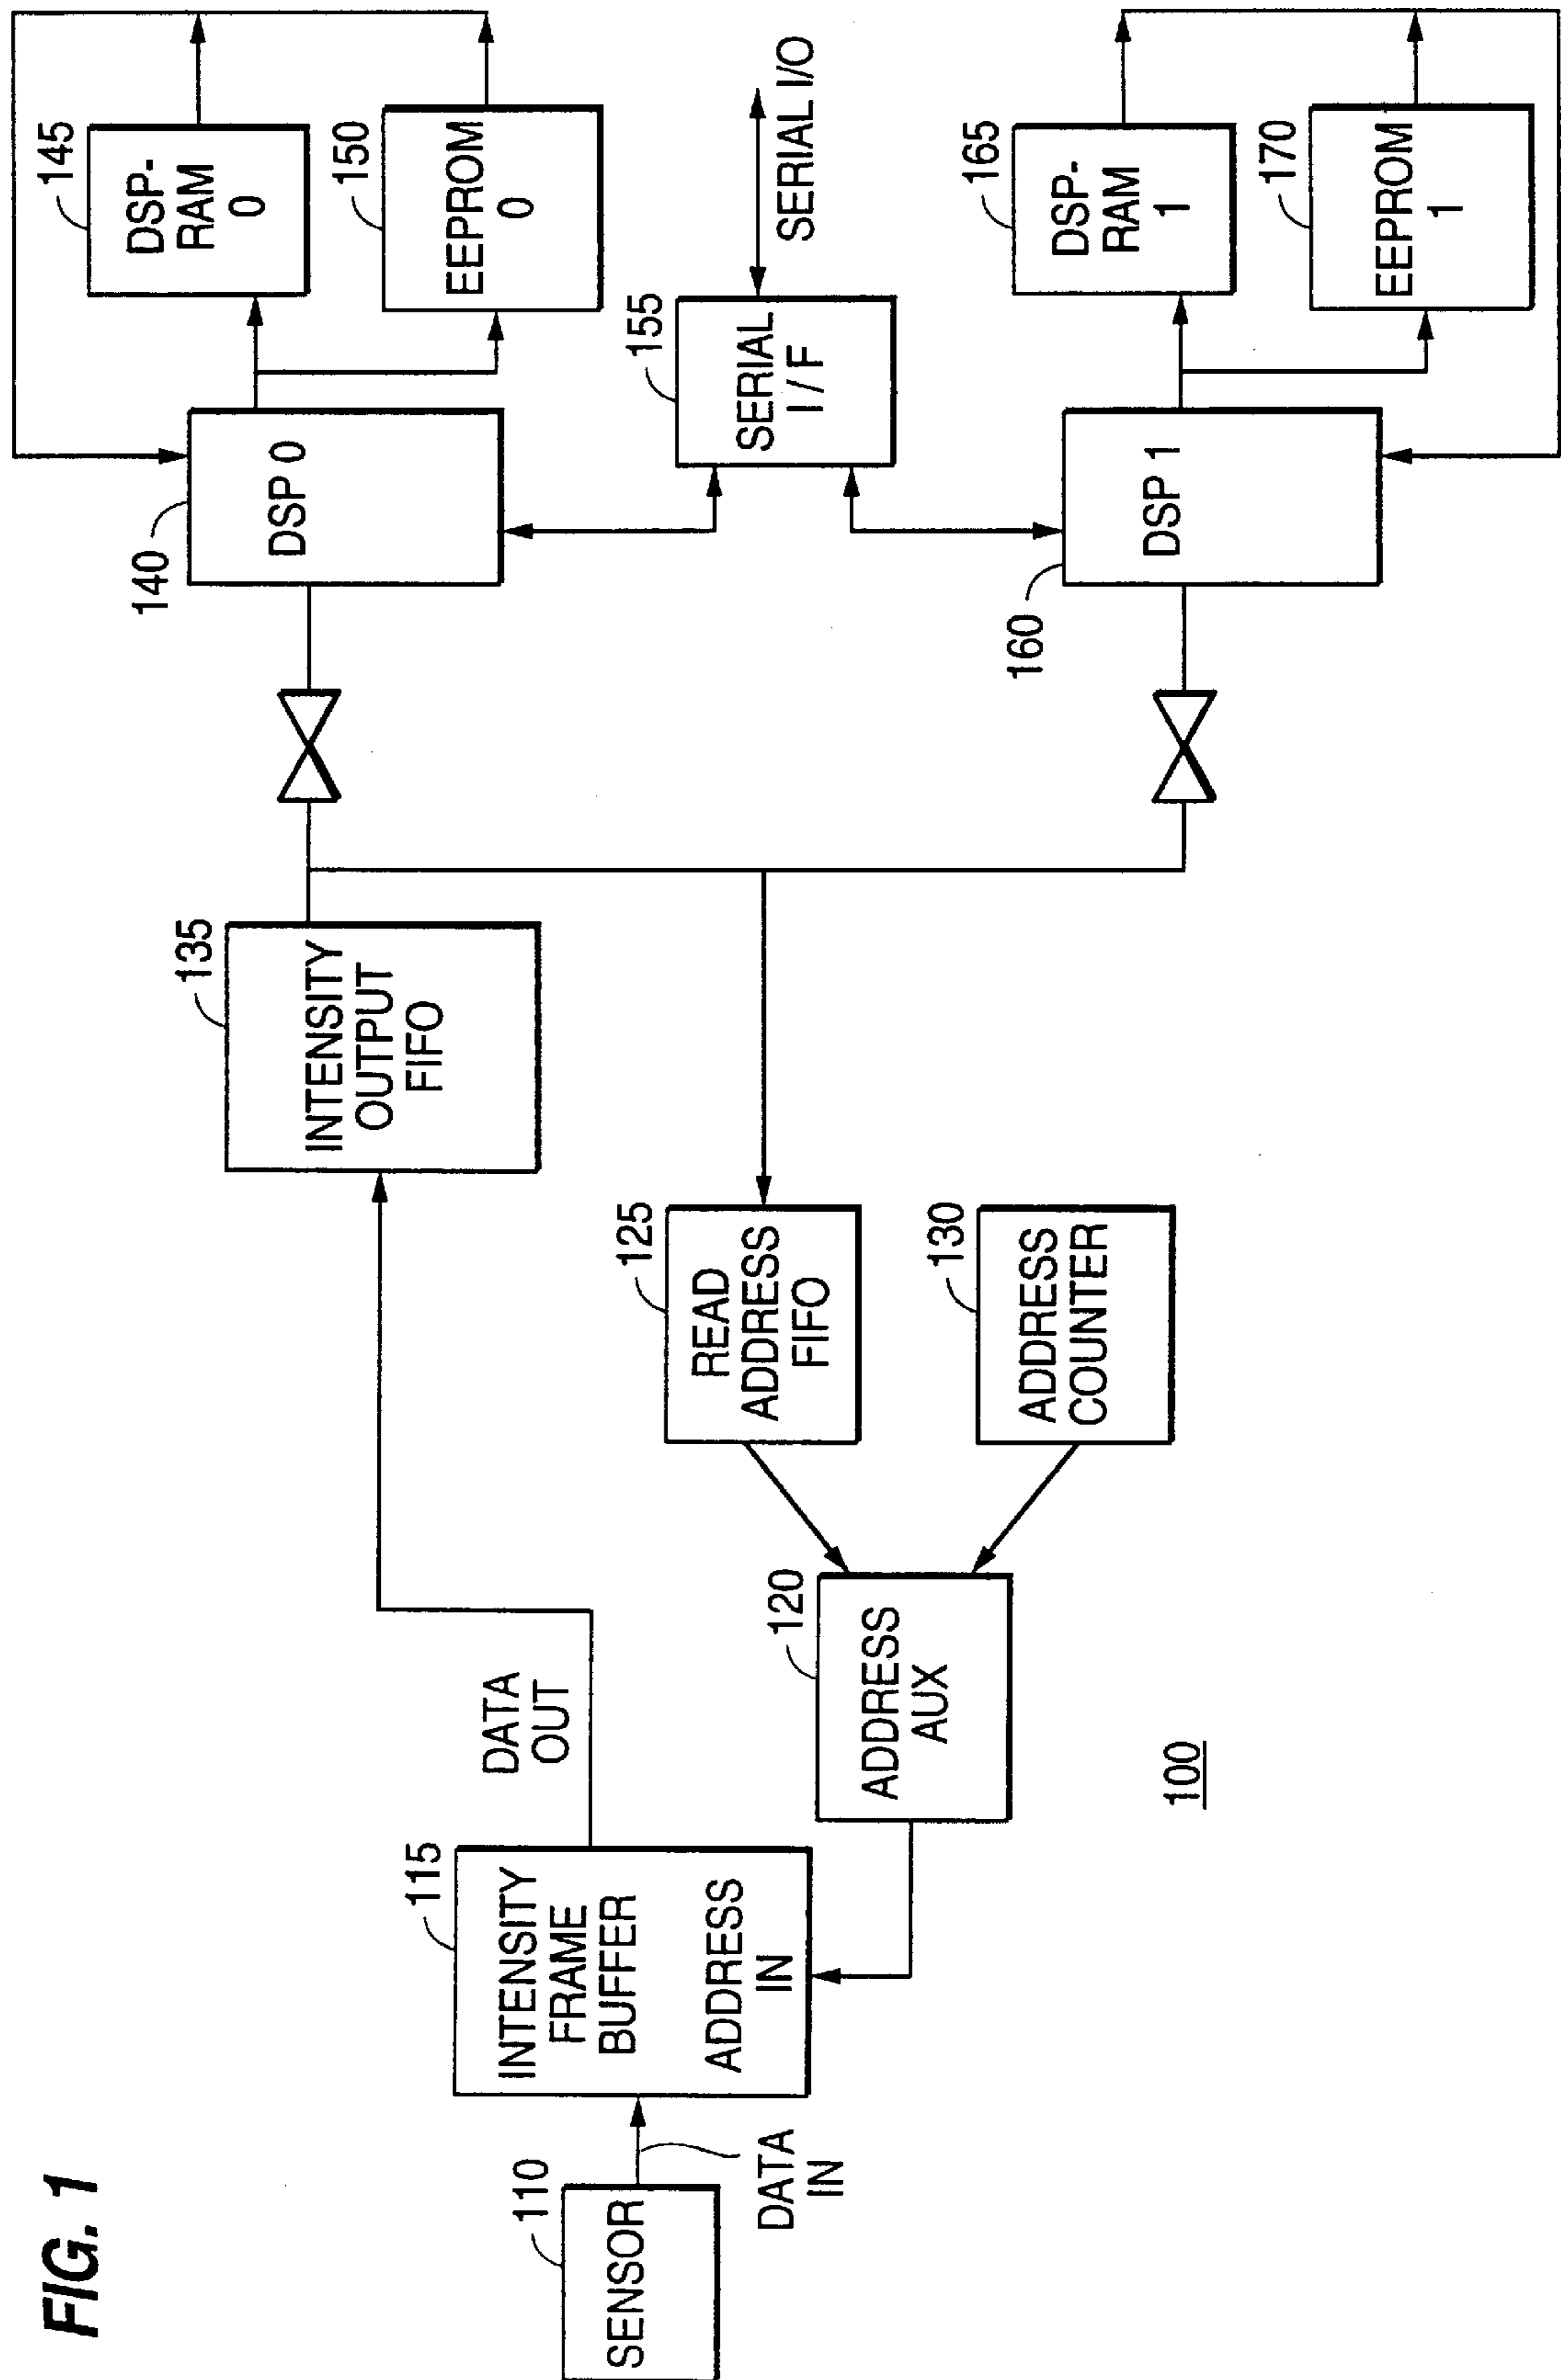 FIG. 1
110
SENSOR
DATA
IN
115
INTENSITY
FRAME
BUFFER
ADDRESS
IN
DATA
OUT
120
ADDRESS
AUX
125
READ
ADDRESS
FIFO
130
ADDRESS
COUNTER
135
INTENSITY
OUTPUT
FIFO
140
DSP 0
145
DSP-
RAM
0
150
EEPROM
0
155
SERIAL
I / F
SERIAL I/O
160
DSP 1
165
DSP-
RAM
1
170
EEPROM
1
100